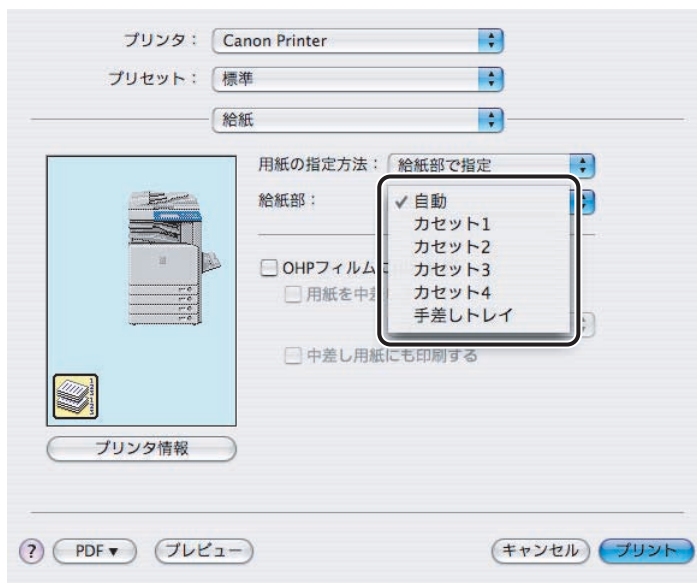 プリンタ： Canon Printer
プリセット： 標準
給紙
用紙の指定方法： 給紙部で指定
給紙部： ✓自動
カセット1
カセット2
カセット3
カセット4
手差しトレイ
OHPフィルム
用紙を中差
中差し用紙にも印刷する
プリンタ情報
? PDF▼ プレビュー キャンセル プリント